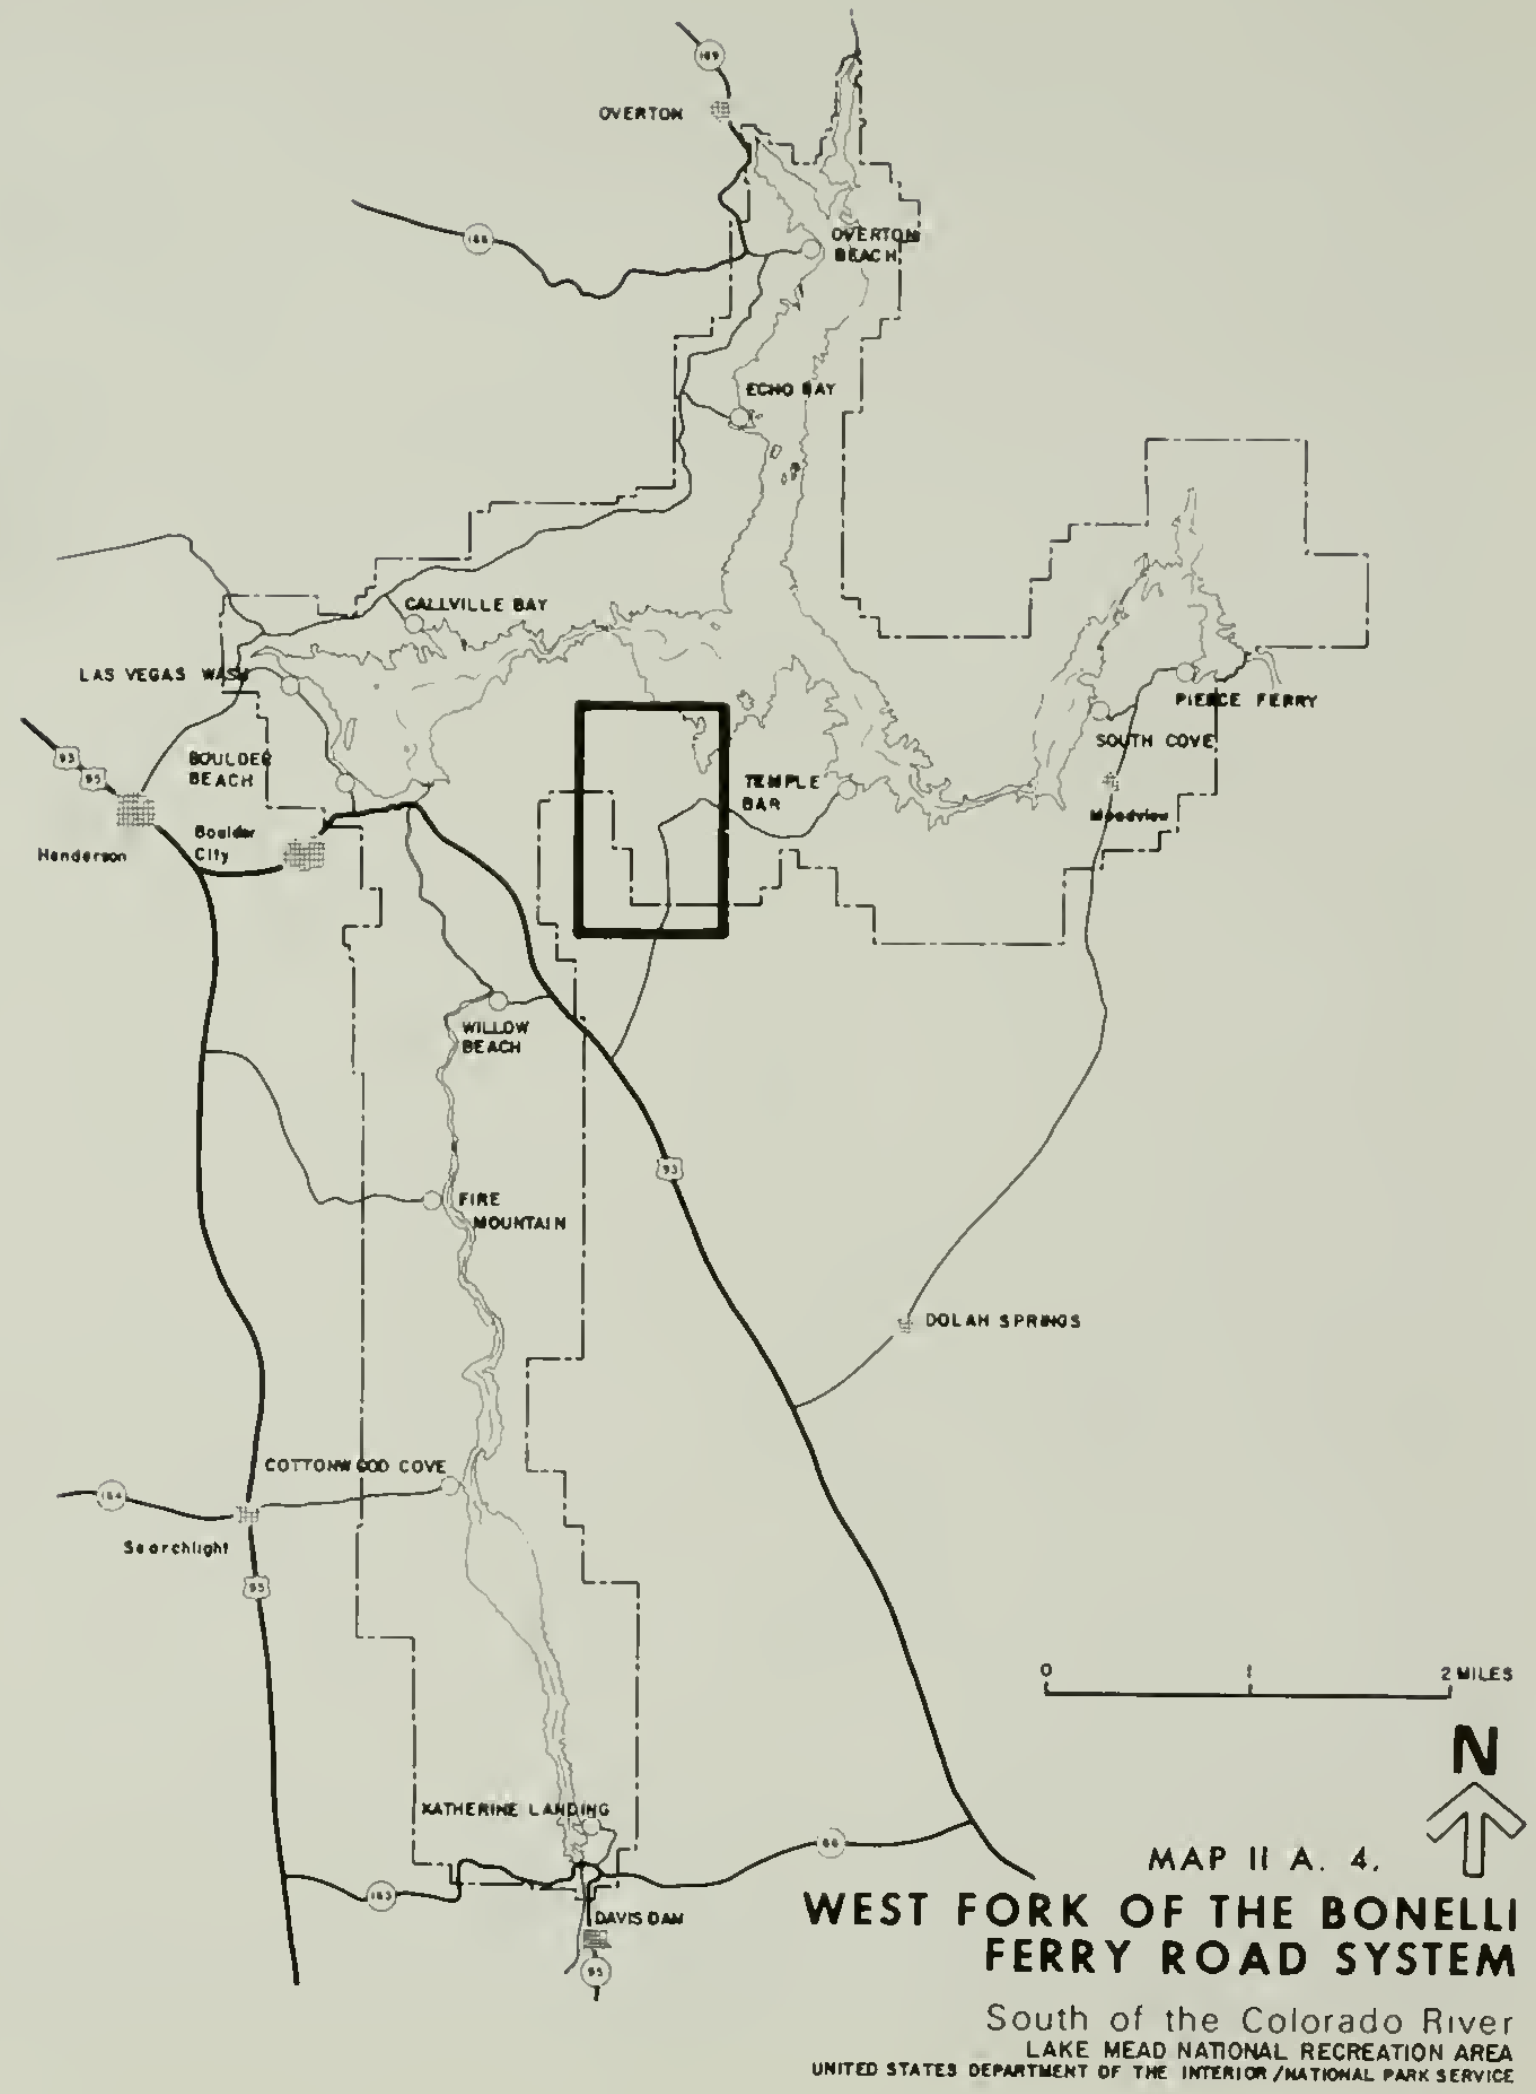 169
OVERTON
166
OVERTON
BEACH
ECHO BAY
CALLVILLE BAY
LAS VEGAS WASH
PIERCE FERRY
SOUTH COVE
93
95
BOULDER
BEACH
TEMPLE
BAR
Meadview
Boulder
City
Henderson
WILLOW
BEACH
93
FIRE
MOUNTAIN
DOLAH SPRINGS
COTTONWOOD COVE
164
Searchlight
95
0 1 2 MILES
N
KATHERINE LANDING
68
163
DAVIS DAM
95
MAP II A. 4.
WEST FORK OF THE BONELLI
FERRY ROAD SYSTEM
South of the Colorado River
LAKE MEAD NATIONAL RECREATION AREA
UNITED STATES DEPARTMENT OF THE INTERIOR/NATIONAL PARK SERVICE